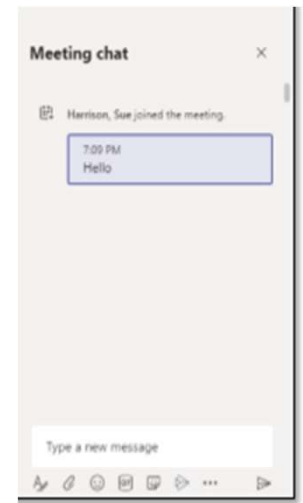 Meeting chat
Harrison, Sue joined the meeting.
7:09 PM
Hello
Type a new message